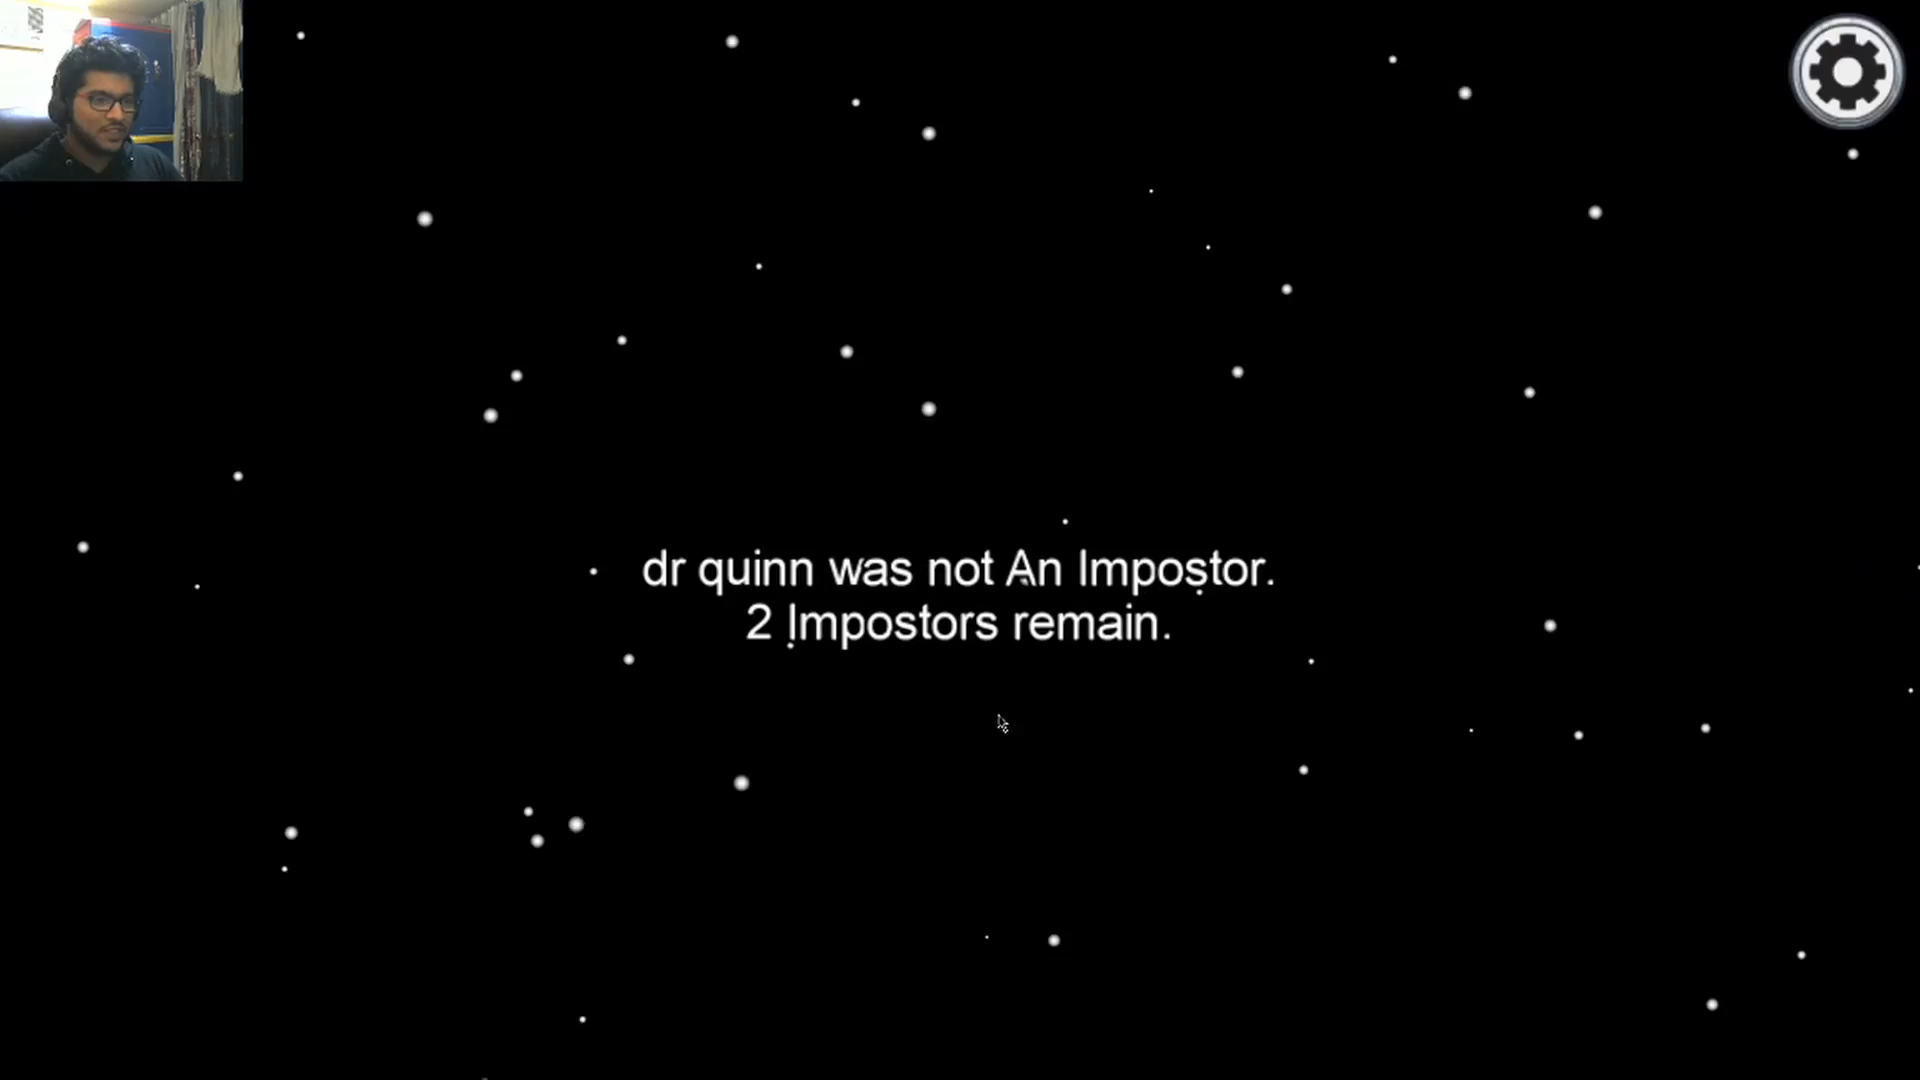 dr quinn was not An Impostor.
2 Impostors remain.